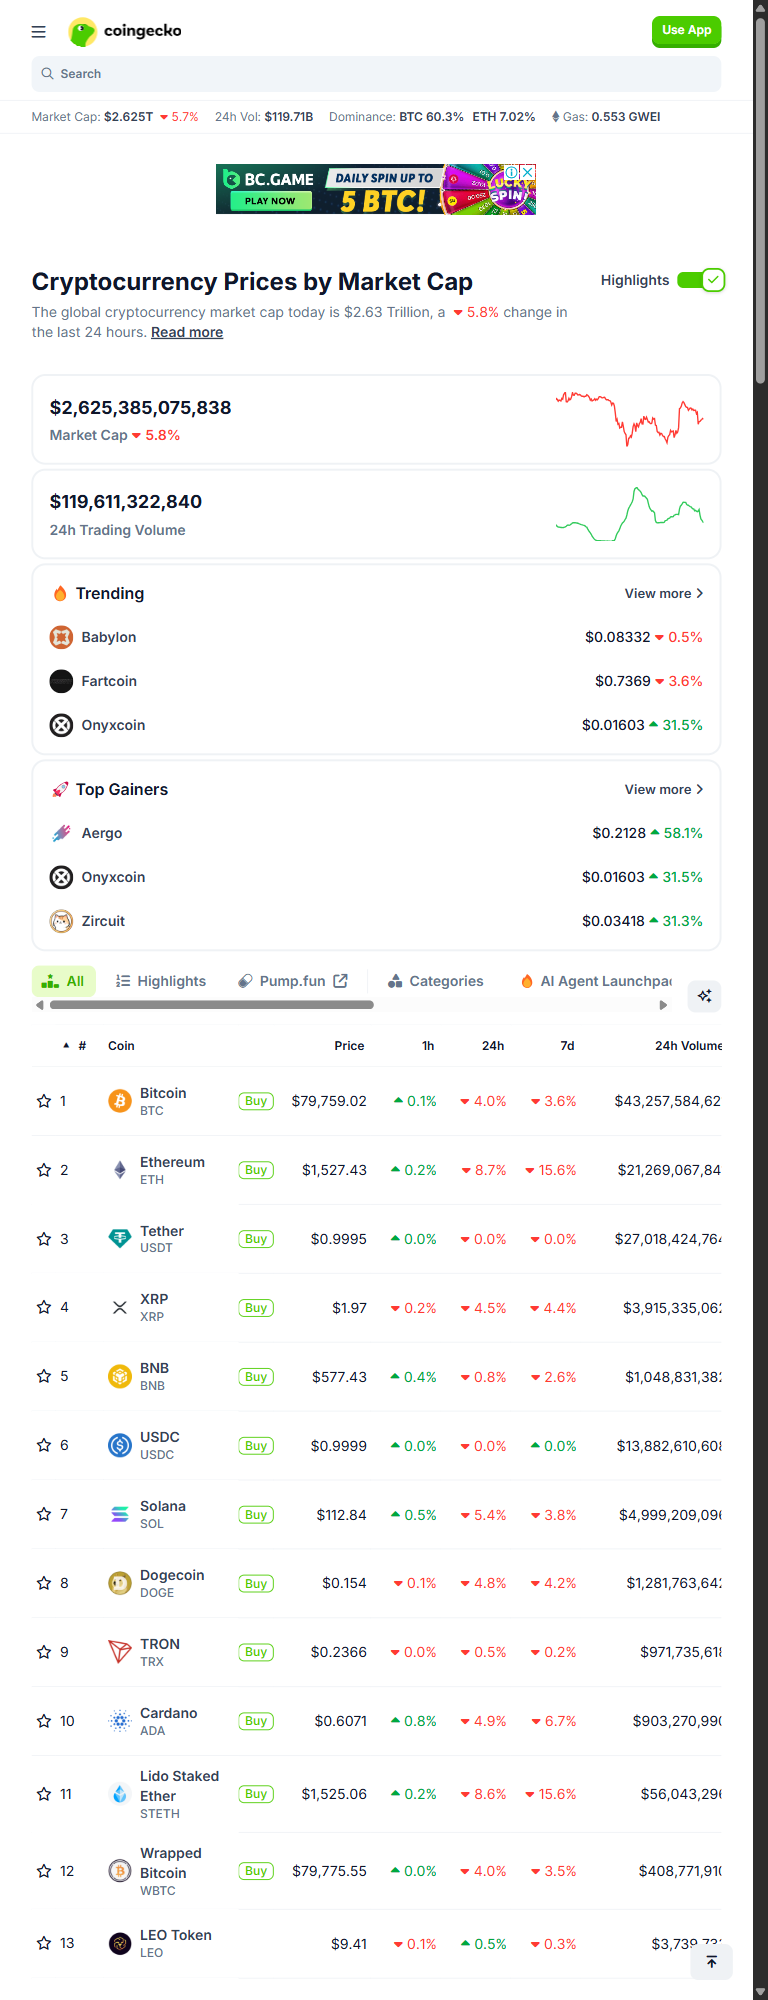 coingecko
Use App
Search
Market Cap: $2.625T 5.7% 24h Vol: $119.71B Dominance: BTC 60.3% ETH 7.02% Gas: 0.553 GWEI
BC.GAME
PLAY NOW
DAILY SPIN UP TO
5 BTC!
LUCKY
SPIN
Cryptocurrency Prices by Market Cap
Highlights
The global cryptocurrency market cap today is $2.63 Trillion, a 5.8% change in
the last 24 hours. Read more
$2,625,385,075,838
Market Cap 5.8%
$119,611,322,840
24h Trading Volume
Trending View more
Babylon $0.08332 0.5%
Fartcoin $0.7369 3.6%
Onyxcoin $0.01603 31.5%
Top Gainers View more
Aergo $0.2128 58.1%
Onyxcoin $0.01603 31.5%
Zircuit $0.03418 31.3%
All Highlights Pump.fun Categories AI Agent Launchpa
# Coin Price 1h 24h 7d 24h Volume
1 Bitcoin BTC Buy $79,759.02 0.1% 4.0% 3.6% $43,257,584,62
2 Ethereum ETH Buy $1,527.43 0.2% 8.7% 15.6% $21,269,067,84
3 Tether USDT Buy $0.9995 0.0% 0.0% 0.0% $27,018,424,764
4 XRP XRP Buy $1.97 0.2% 4.5% 4.4% $3,915,335,062
5 BNB BNB Buy $577.43 0.4% 0.8% 2.6% $1,048,831,382
6 USDC USDC Buy $0.9999 0.0% 0.0% 0.0% $13,882,610,608
7 Solana SOL Buy $112.84 0.5% 5.4% 3.8% $4,999,209,096
8 Dogecoin DOGE Buy $0.154 0.1% 4.8% 4.2% $1,281,763,642
9 TRON TRX Buy $0.2366 0.0% 0.5% 0.2% $971,735,618
10 Cardano ADA Buy $0.6071 0.8% 4.9% 6.7% $903,270,990
11 Lido Staked Ether STETH Buy $1,525.06 0.2% 8.6% 15.6% $56,043,296
12 Wrapped Bitcoin WBTC Buy $79,775.55 0.0% 4.0% 3.5% $408,771,910
13 LEO Token LEO $9.41 0.1% 0.5% 0.3%